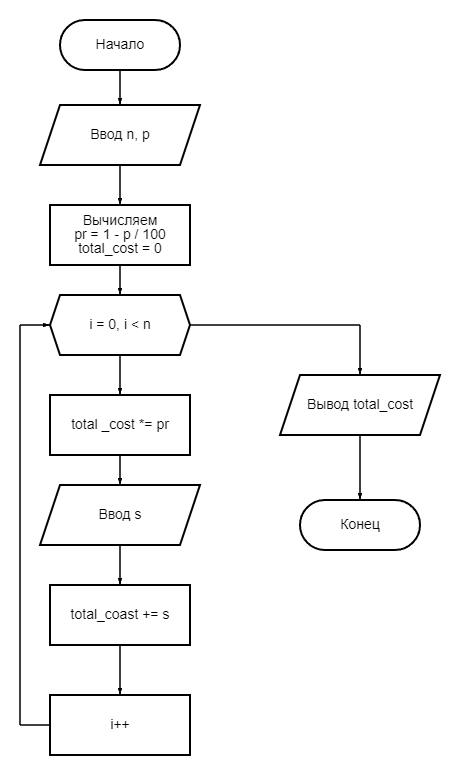 Начало
Ввод n, p
Вычисляем
pr = 1 - p / 100
total_cost = 0
i = 0, i < n
total _cost *= pr
Ввод s
total_coast += s
i++
Вывод total_cost
Конец